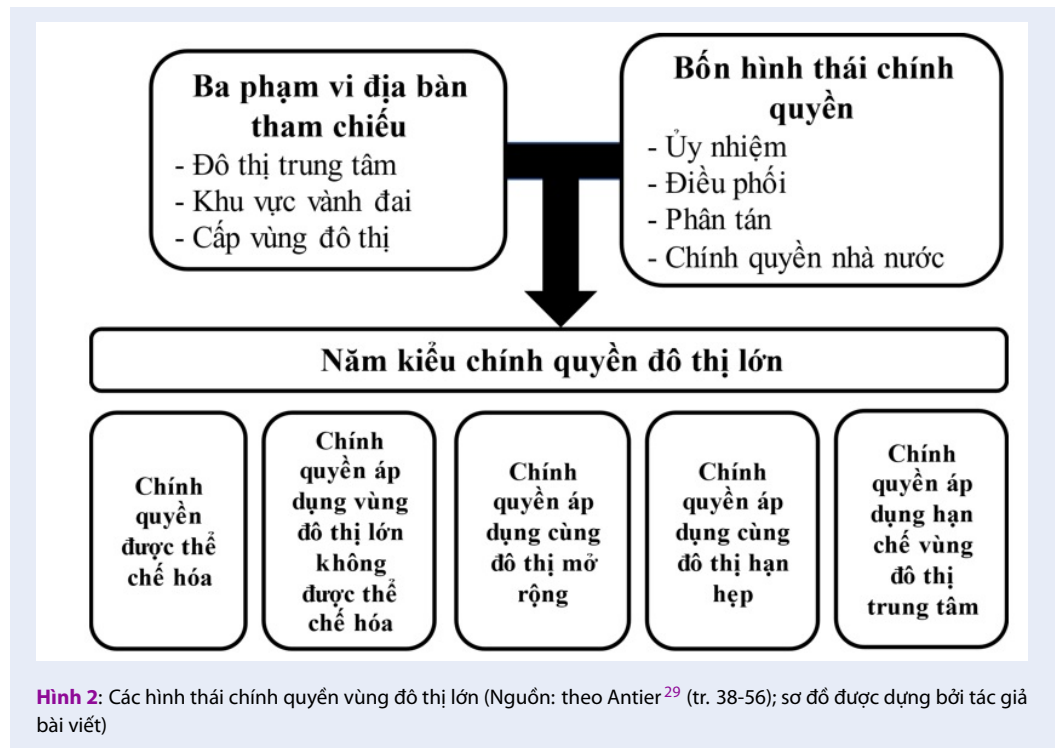 Ba phạm vi địa bàn
tham chiếu
- Đô thị trung tâm
- Khu vực vành đai
- Cấp vùng đô thị
Bốn hình thái chính
quyền
- Ủy nhiệm
- Điều phối
- Phân tán
- Chính quyền nhà nước
Năm kiểu chính quyền đô thị lớn
Chính
quyền
được thể
chế hóa
Chính
quyền áp
dụng vùng
đô thị lớn
không
được thể
chế hóa
Chính
quyền áp
dụng cùng
đô thị mở
rộng
Chính
quyền áp
dụng cùng
đô thị hạn
hẹp
Chính
quyền áp
dụng hạn
chế vùng
đô thị
trung tâm
Hình 2: Các hình thái chính quyền vùng đô thị lớn (Nguồn: theo Antier 29 (tr. 38-56); sơ đồ được dựng bởi tác giả
bài viết)